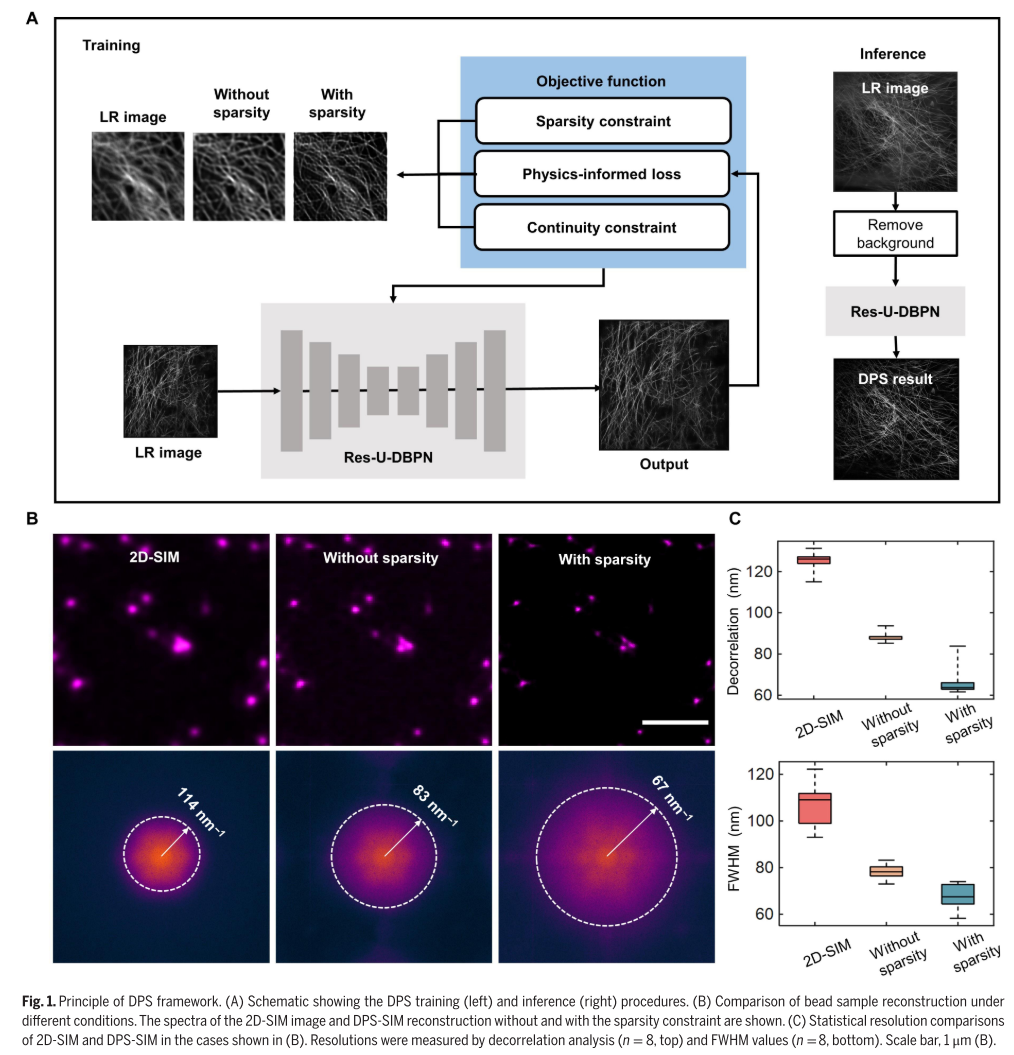 A
Training
LR image
Without
sparsity
With
sparsity
Objective function
Sparsity constraint
Physics-informed loss
Continuity constraint
LR image
Res-U-DBPN
Output
Inference
LR image
Remove
background
Res-U-DBPN
DPS result
B
2D-SIM
Without sparsity
With sparsity
114 nm⁻¹
83 nm⁻¹
67 nm⁻¹
C
Decorrelation (nm)
120
100
80
60
2D-SIM
Without
sparsity
With
sparsity
FWHM (nm)
120
100
80
60
2D-SIM
Without
sparsity
With
sparsity
Fig. 1. Principle of DPS framework. (A) Schematic showing the DPS training (left) and inference (right) procedures. (B) Comparison of bead sample reconstruction under
different conditions. The spectra of the 2D-SIM image and DPS-SIM reconstruction without and with the sparsity constraint are shown. (C) Statistical resolution comparisons
of 2D-SIM and DPS-SIM in the cases shown in (B). Resolutions were measured by decorrelation analysis (n = 8, top) and FWHM values (n = 8, bottom). Scale bar, 1 μm (B).